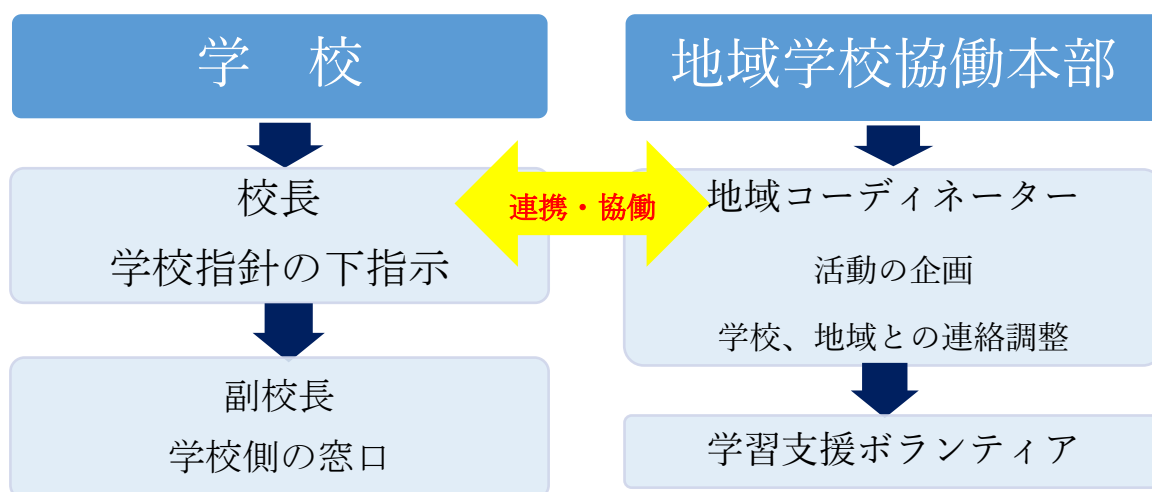 学　校
校長
学校指針の下指示
副校長
学校側の窓口
連携・協働
地域学校協働本部
地域コーディネーター
活動の企画
学校、地域との連絡調整
学習支援ボランティア